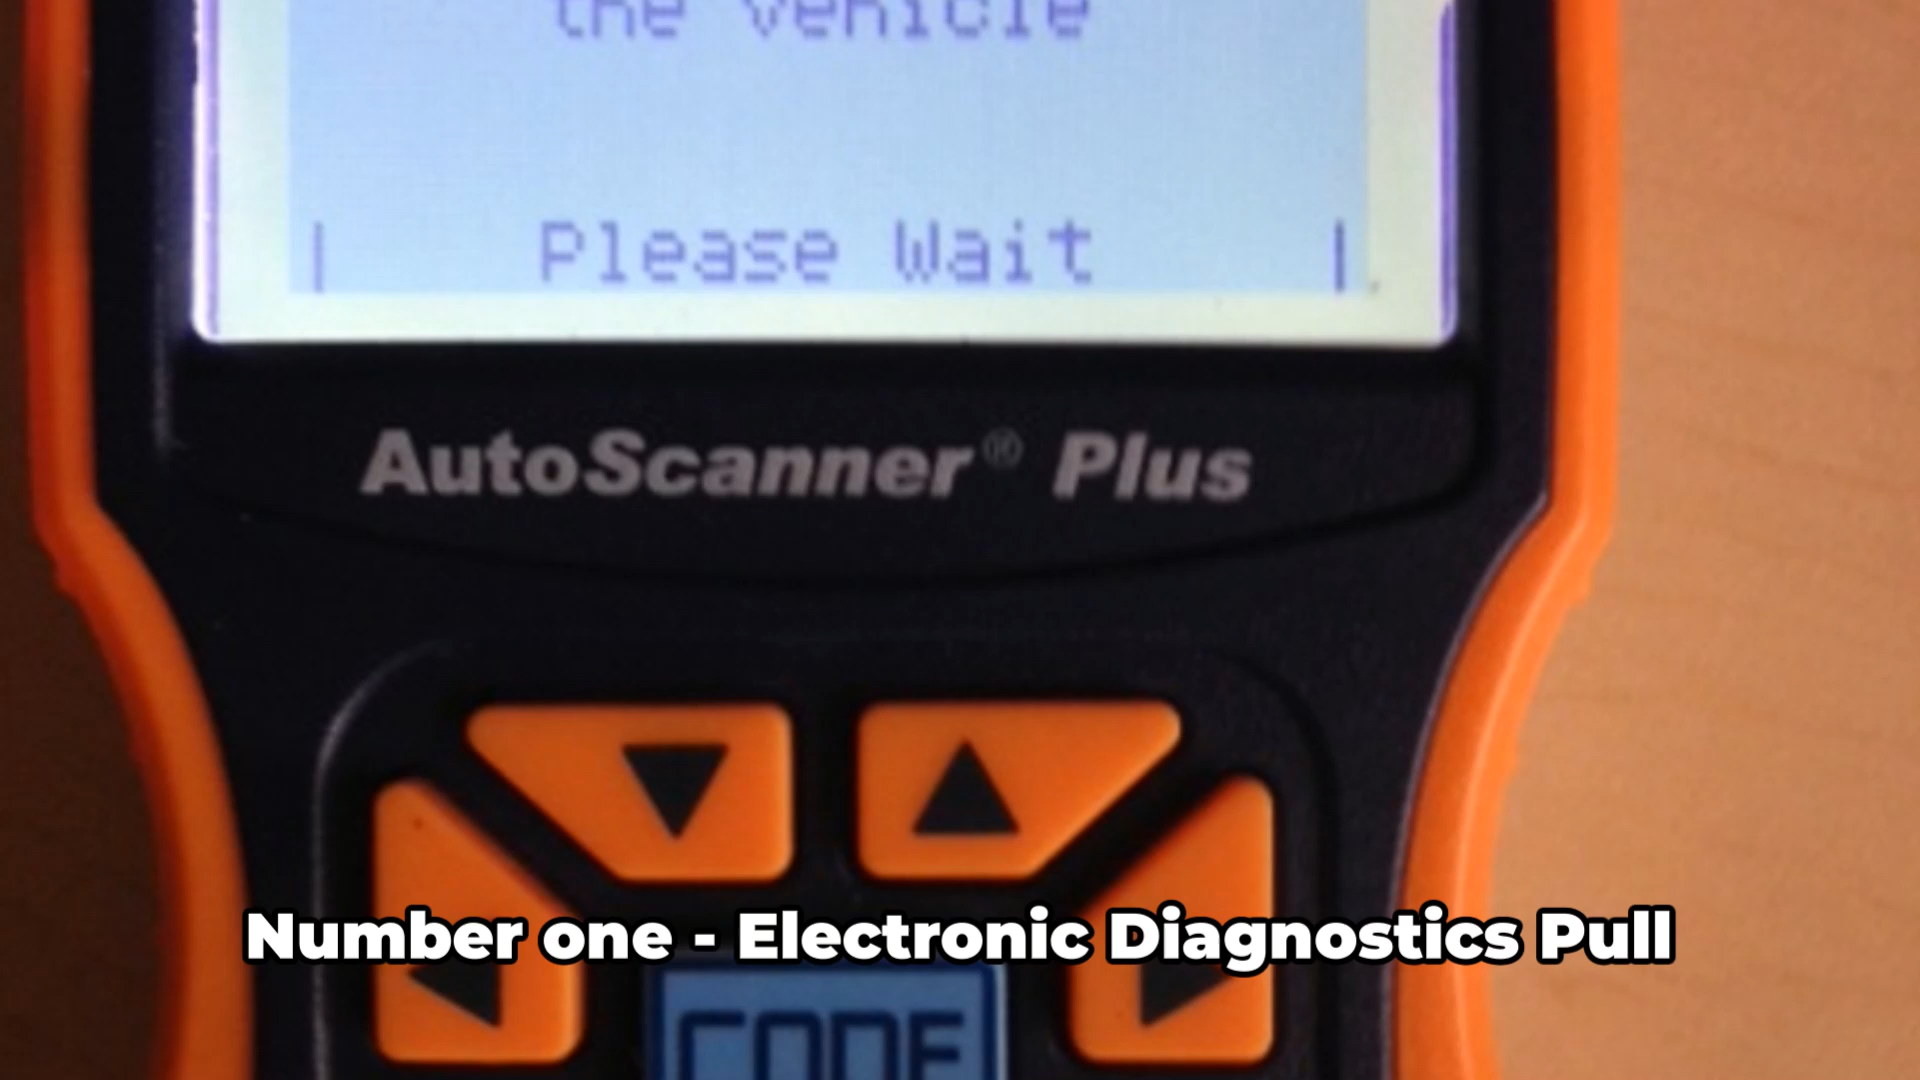 the vehicle
Please Wait
AutoScanner® Plus
Number one - Electronic Diagnostics Pull
CODE